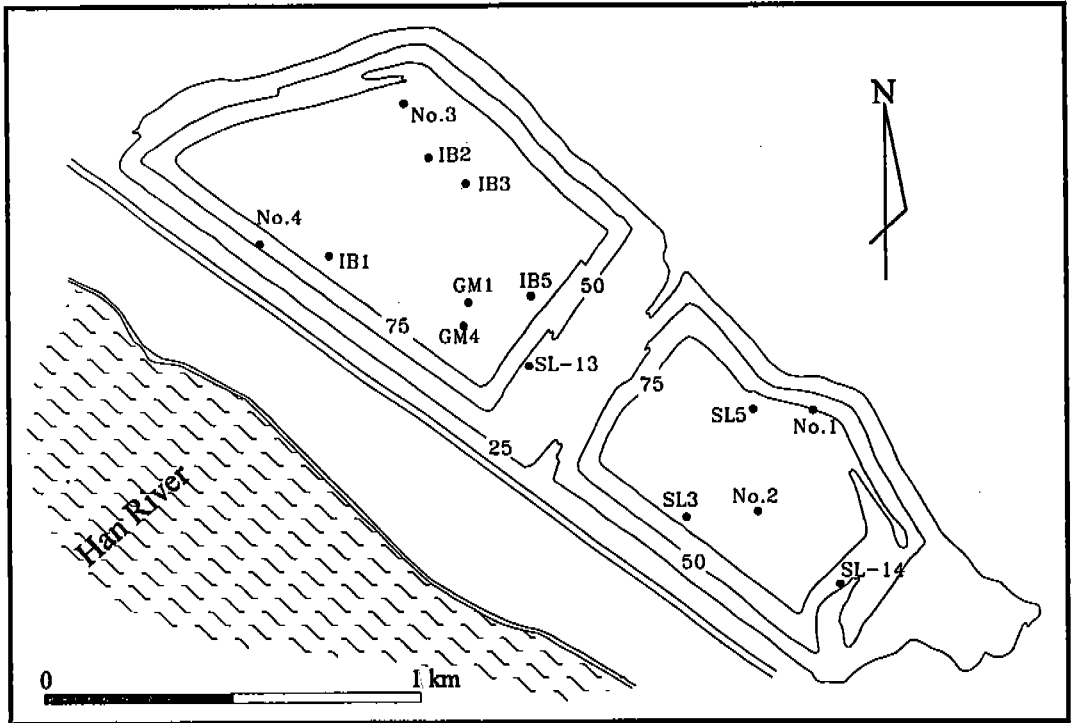 N
No.3
IB2
IB3
No.4
IB1
GM1
IB5
50
75
GM4
SL-13
75
SL5
No.1
25
SL3
No.2
50
SL-14
Han River
0
1 km